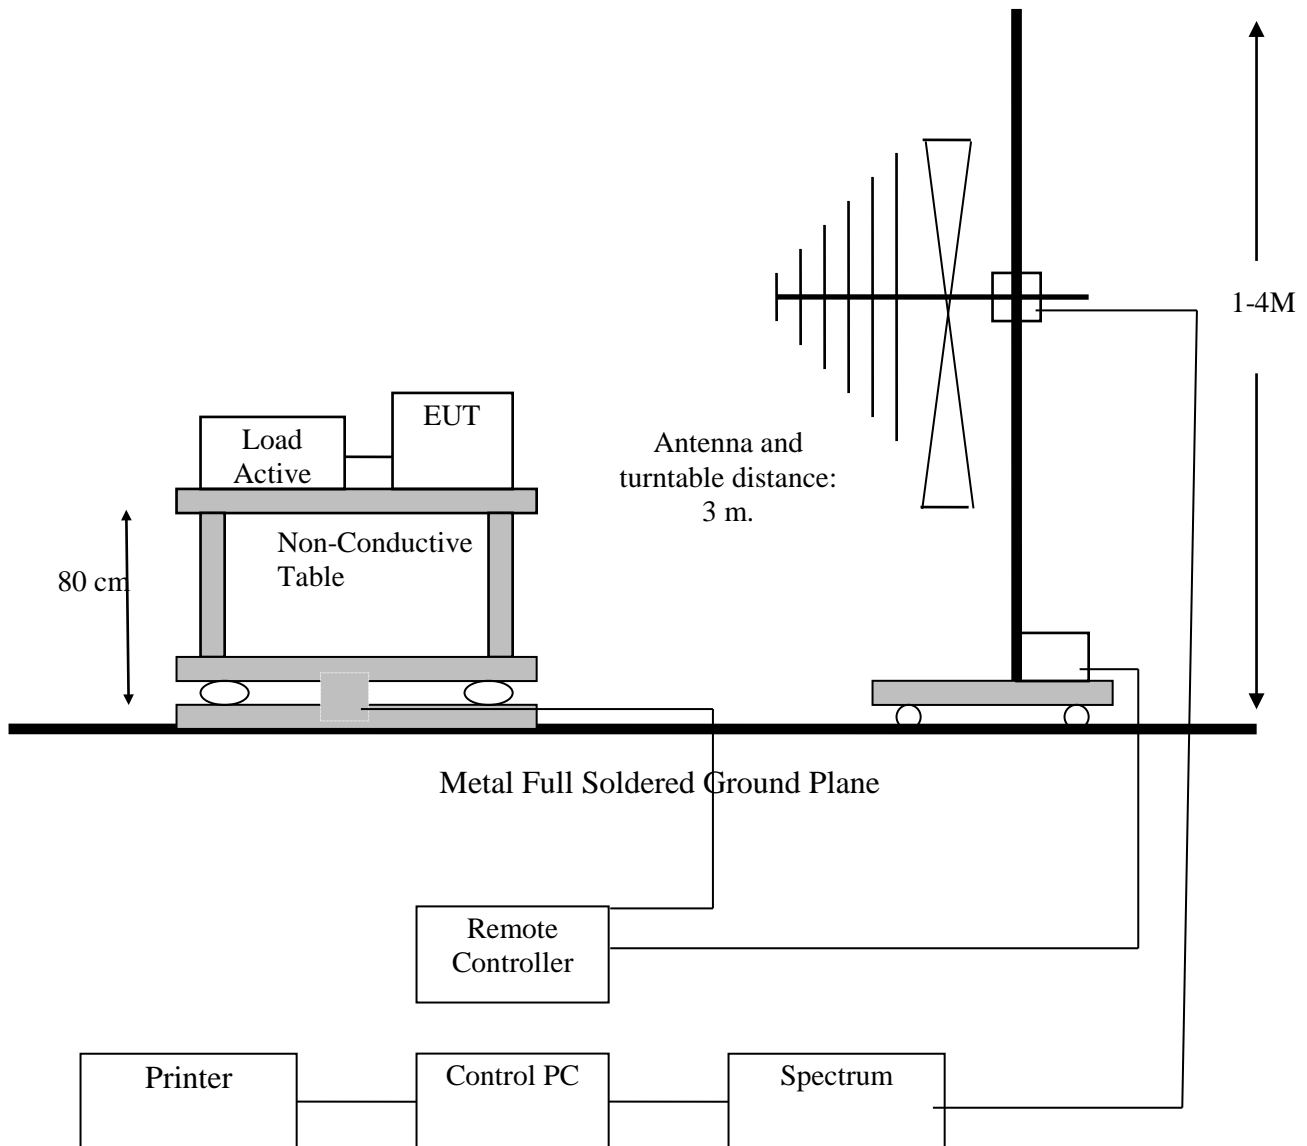 1-4M
EUT
Load
Active
Antenna and
turntable distance:
3 m.
Non-Conductive
Table
80 cm
Metal Full Soldered Ground Plane
Remote
Controller
Printer
Control PC
Spectrum